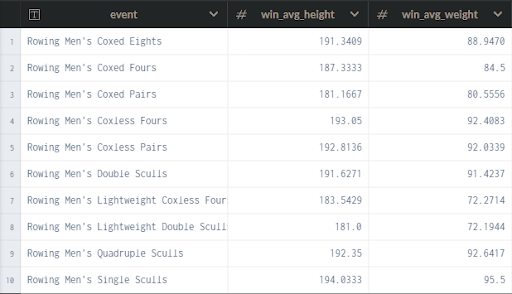 T event # win_avg_height # win_avg_weight
1 Rowing Men's Coxed Eights 191.3409 88.9470
2 Rowing Men's Coxed Fours 187.3333 84.5
3 Rowing Men's Coxed Pairs 181.1667 80.5556
4 Rowing Men's Coxless Fours 193.05 92.4083
5 Rowing Men's Coxless Pairs 192.8136 92.0339
6 Rowing Men's Double Sculls 191.6271 91.4237
7 Rowing Men's Lightweight Coxless Four 183.5429 72.2714
8 Rowing Men's Lightweight Double Scull 181.0 72.1944
9 Rowing Men's Quadruple Sculls 192.35 92.6417
10 Rowing Men's Single Sculls 194.0333 95.5